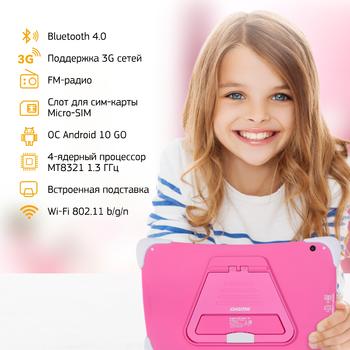 Bluetooth 4.0
3G
Поддержка 3G сетей
FM-радио
Слот для сим-карты
Micro-SIM
ОС Android 10 GO
4-ядерный процессор
MT8321 1.3 ГГц
Встроенная подставка
Wi-Fi 802.11 b/g/n
DIGMA